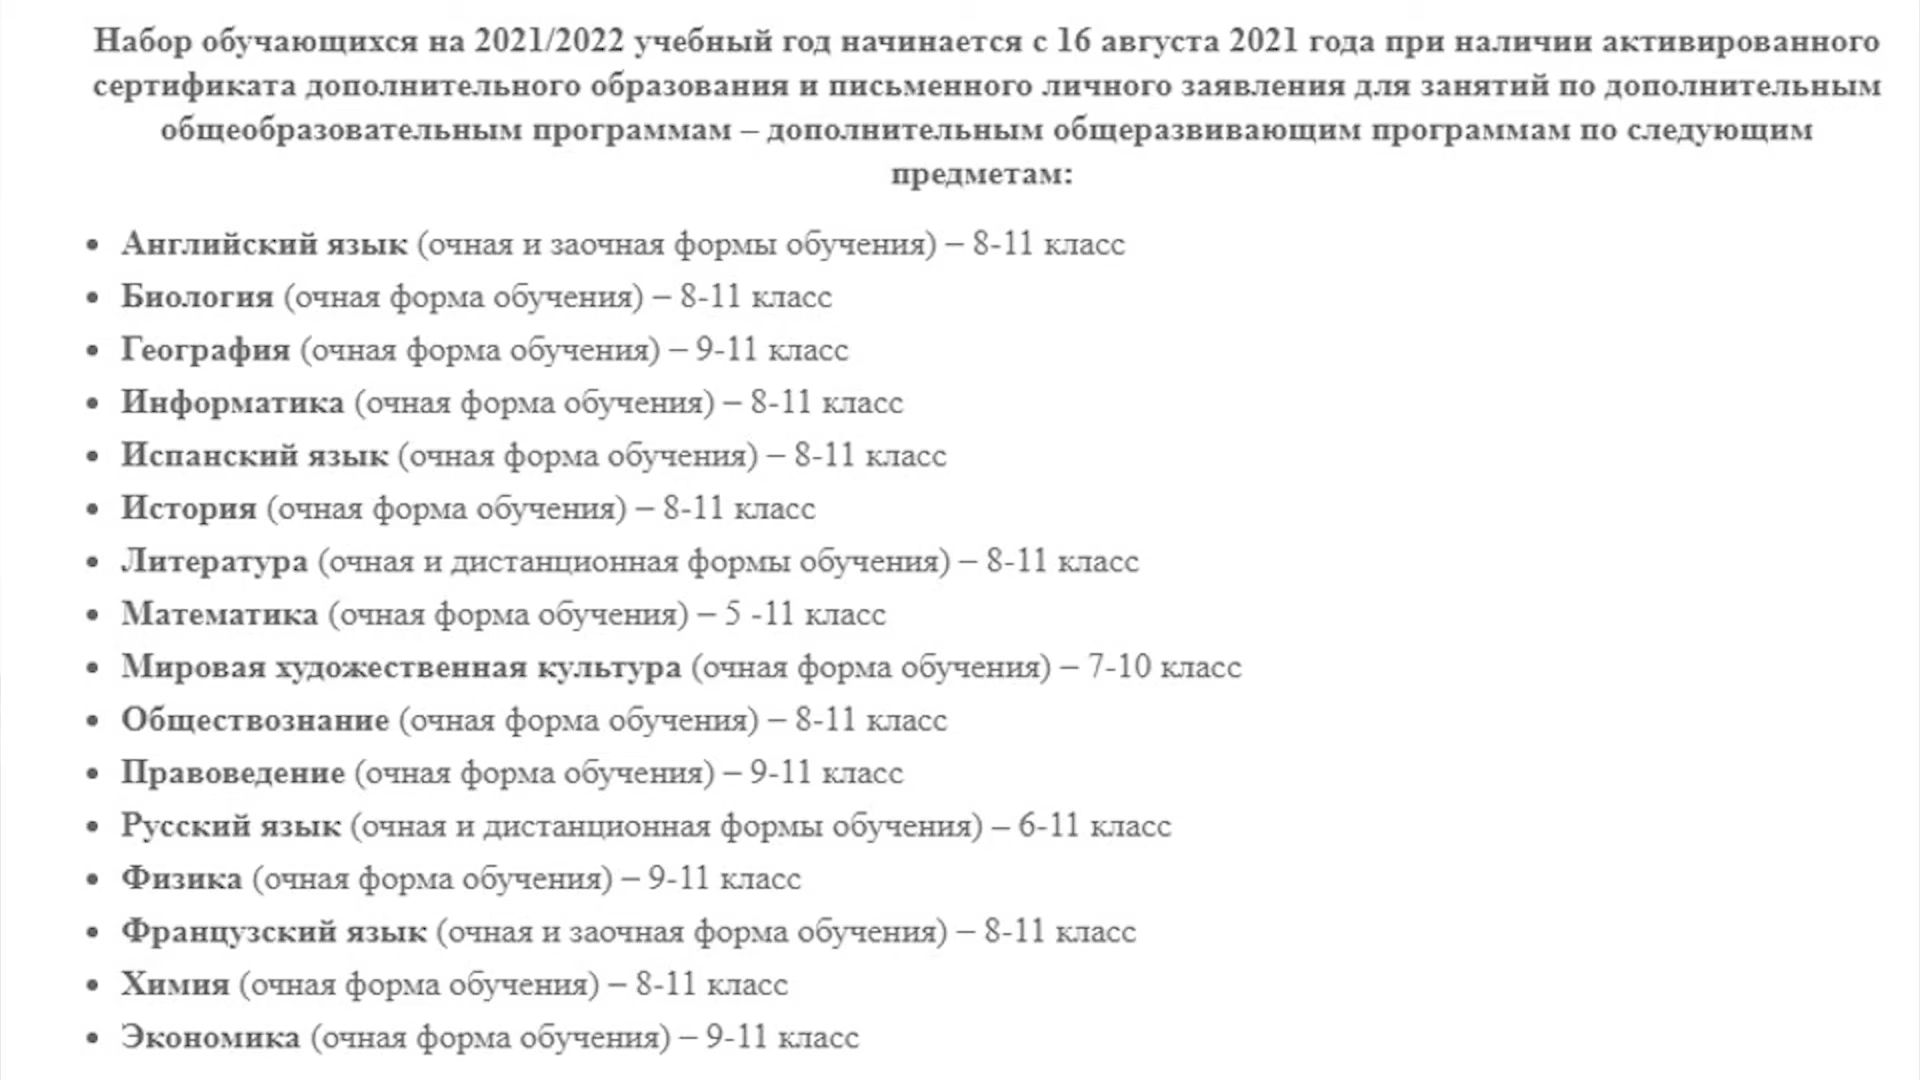 Набор обучающихся на 2021/2022 учебный год начинается с 16 августа 2021 года при наличии активированного
сертификата дополнительного образования и письменного личного заявления для занятий по дополнительным
общеобразовательным программам – дополнительным общеразвивающим программам по следующим
предметам:
• Английский язык (очная и заочная формы обучения) – 8-11 класс
• Биология (очная форма обучения) – 8-11 класс
• География (очная форма обучения) – 9-11 класс
• Информатика (очная форма обучения) – 8-11 класс
• Испанский язык (очная форма обучения) – 8-11 класс
• История (очная форма обучения) – 8-11 класс
• Литература (очная и дистанционная формы обучения) – 8-11 класс
• Математика (очная форма обучения) – 5 -11 класс
• Мировая художественная культура (очная форма обучения) – 7-10 класс
• Обществознание (очная форма обучения) – 8-11 класс
• Правоведение (очная форма обучения) – 9-11 класс
• Русский язык (очная и дистанционная формы обучения) – 6-11 класс
• Физика (очная форма обучения) – 9-11 класс
• Французский язык (очная и заочная форма обучения) – 8-11 класс
• Химия (очная форма обучения) – 8-11 класс
• Экономика (очная форма обучения) – 9-11 класс